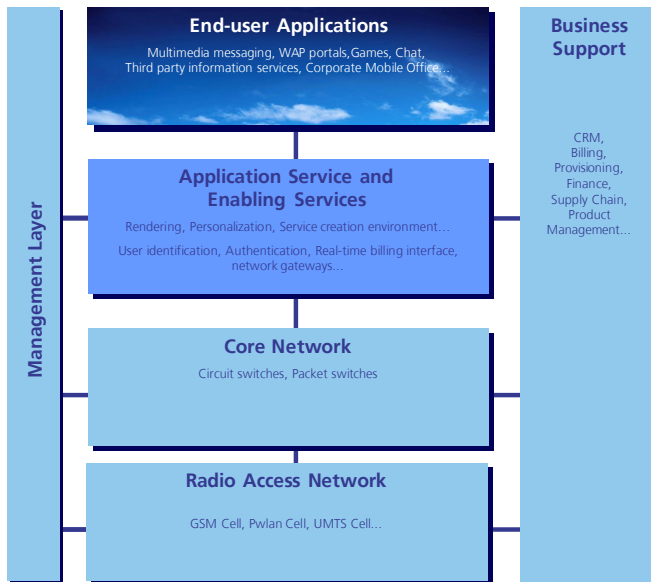 Management Layer
End-user Applications
Multimedia messaging, WAP portals,Games, Chat,
Third party information services, Corporate Mobile Office...
Application Service and
Enabling Services
Rendering, Personalization, Service creation environment...
User identification, Authentication, Real-time billing interface,
network gateways...
Core Network
Circuit switches, Packet switches
Radio Access Network
GSM Cell, Pwlan Cell, UMTS Cell...
Business
Support
CRM,
Billing,
Provisioning,
Finance,
Supply Chain,
Product
Management...